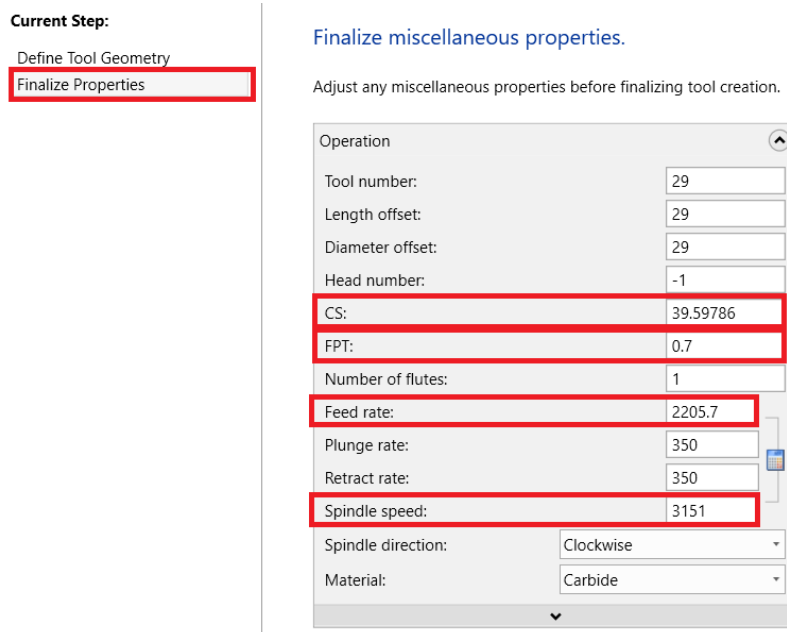 Current Step:
Define Tool Geometry
Finalize Properties
Finalize miscellaneous properties.
Adjust any miscellaneous properties before finalizing tool creation.
Operation
Tool number: 29
Length offset: 29
Diameter offset: 29
Head number: -1
CS: 39.59786
FPT: 0.7
Number of flutes: 1
Feed rate: 2205.7
Plunge rate: 350
Retract rate: 350
Spindle speed: 3151
Spindle direction: Clockwise
Material: Carbide